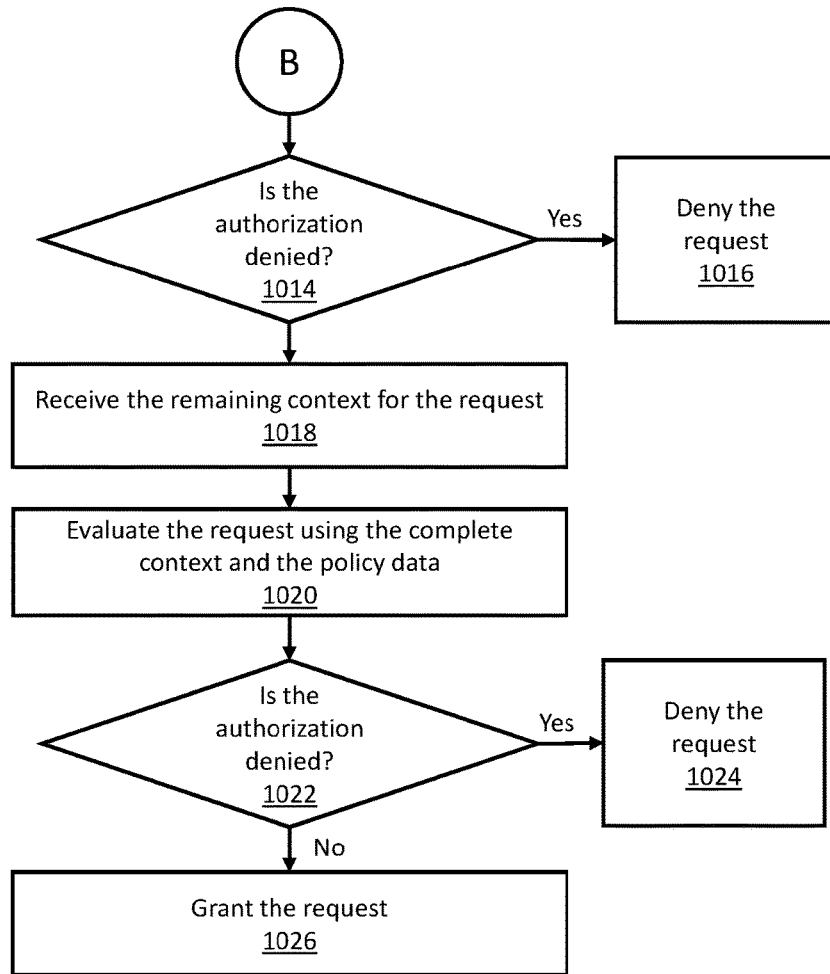 B
Is the
authorization
denied?
1014
Yes
Deny the
request
1016
Receive the remaining context for the request
1018
Evaluate the request using the complete
context and the policy data
1020
Is the
authorization
denied?
1022
Yes
Deny the
request
1024
No
Grant the request
1026